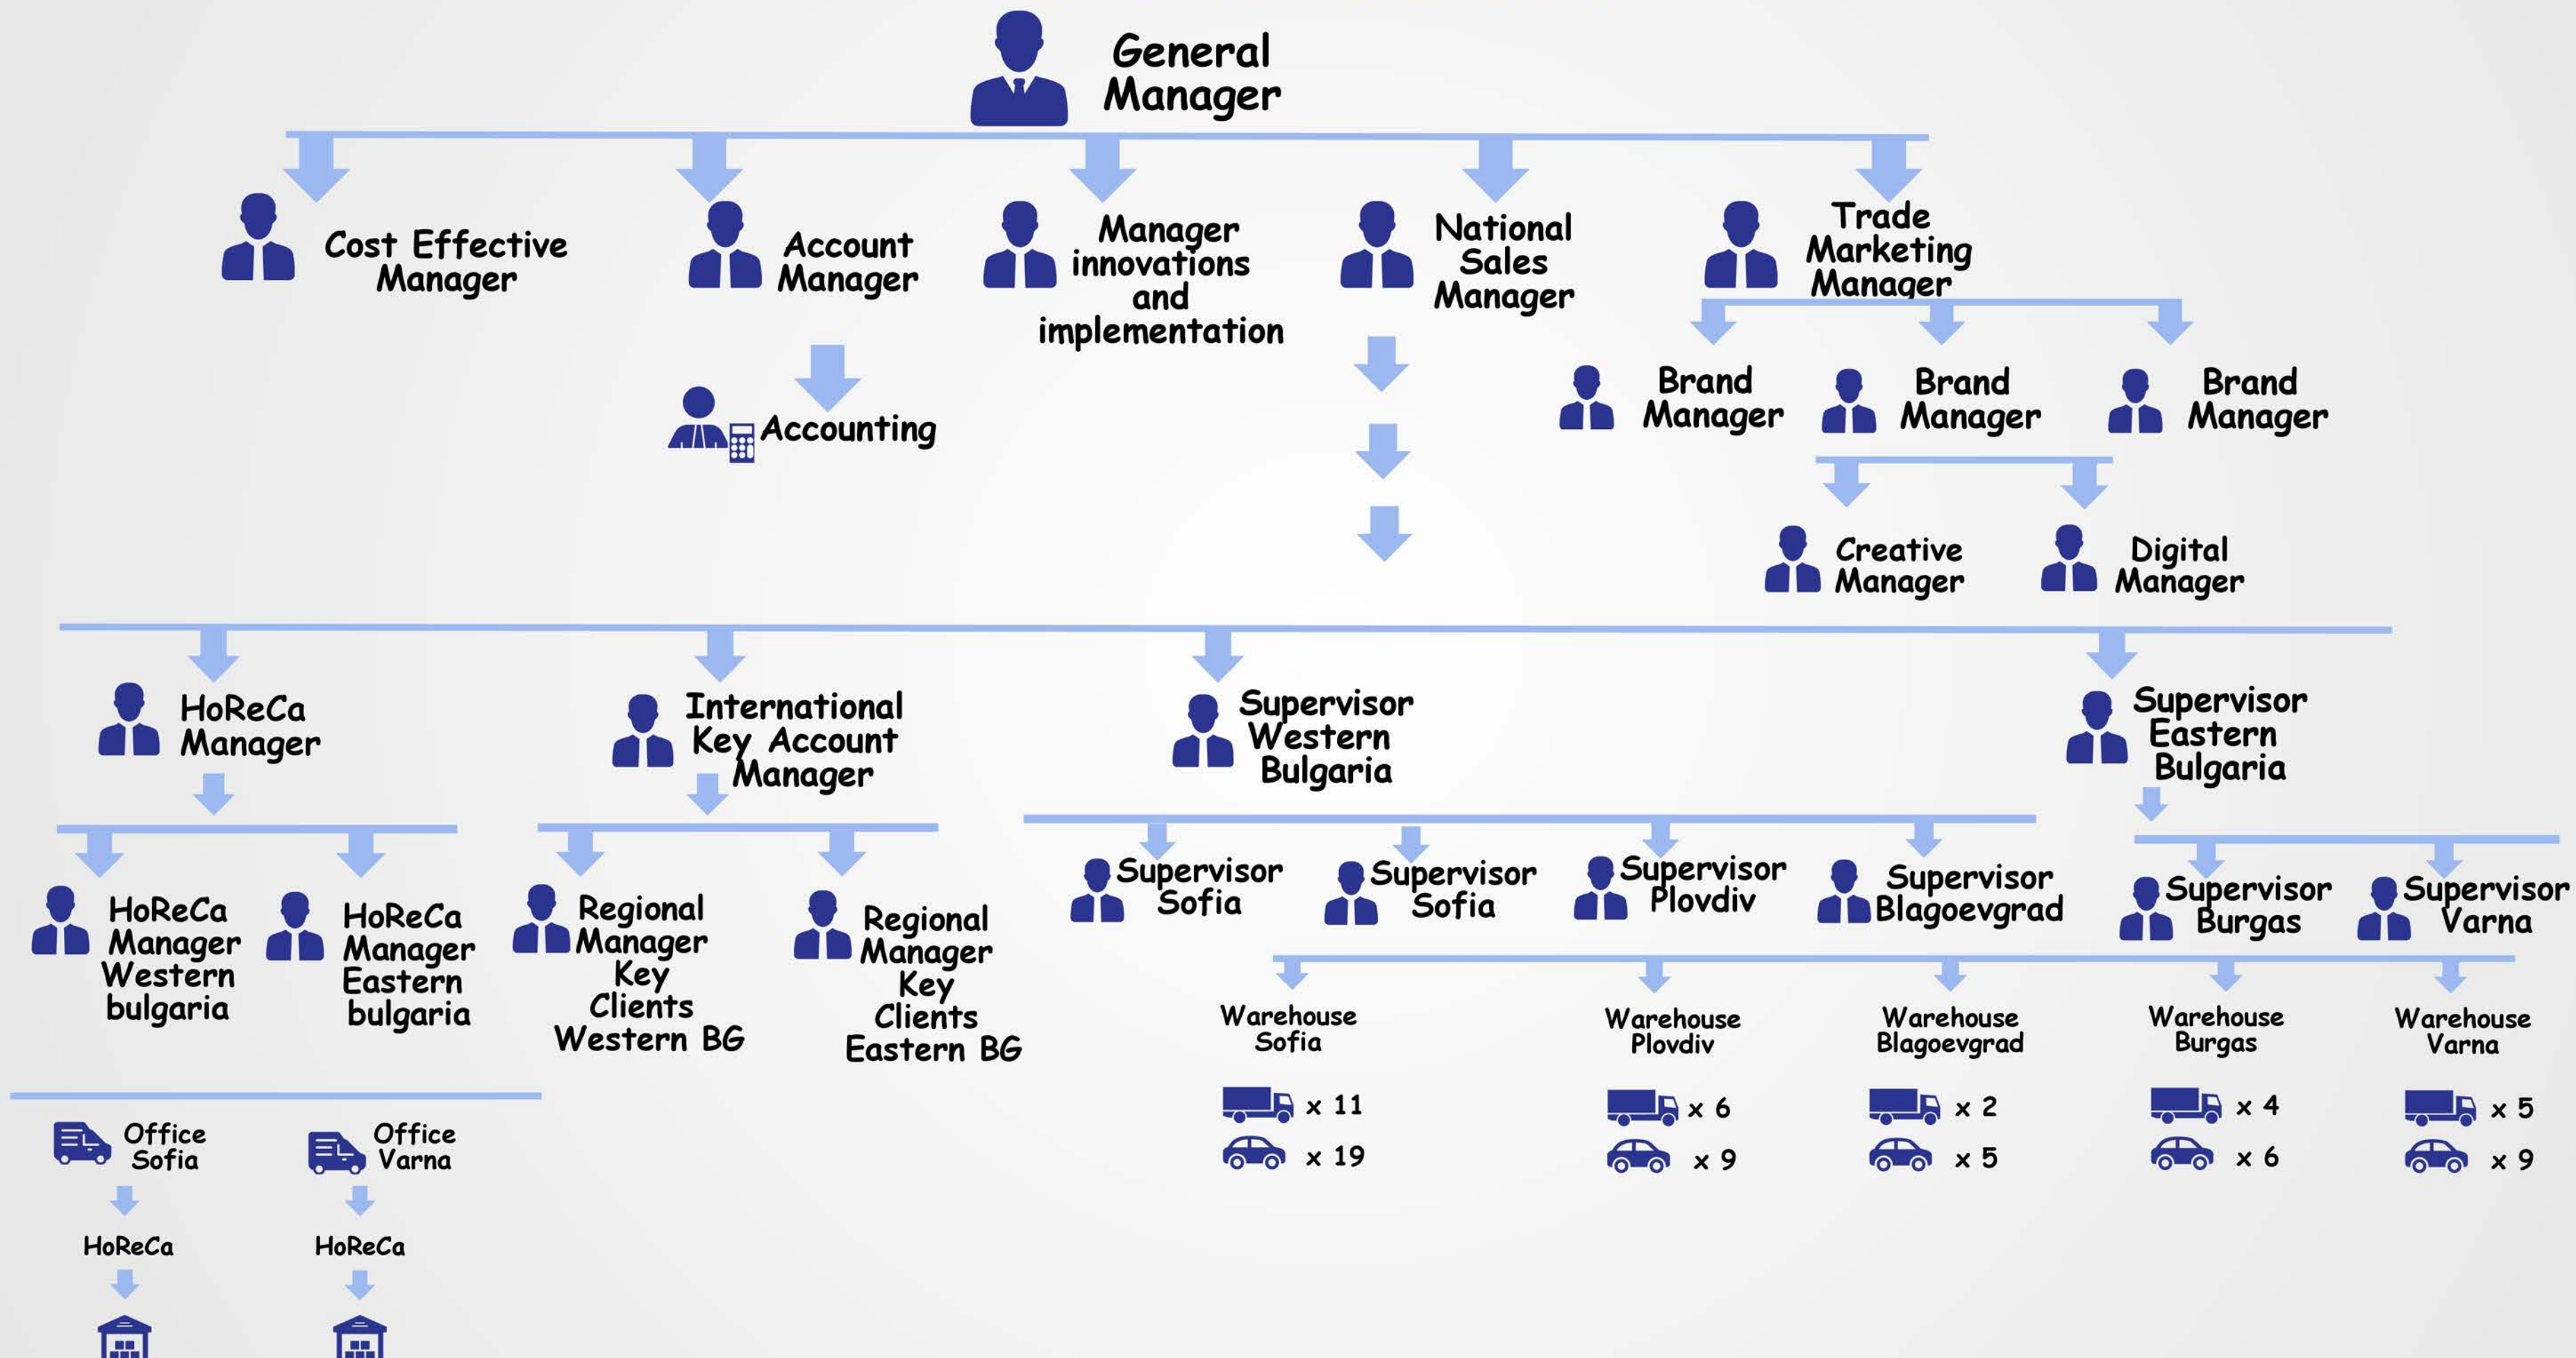 General
Manager
Cost Effective
Manager
Account
Manager
Manager
innovations
and
implementation
National
Sales
Manager
Trade
Marketing
Manager
Accounting
Brand
Manager
Brand
Manager
Brand
Manager
Creative
Manager
Digital
Manager
HoReCa
Manager
International
Key Account
Manager
Supervisor
Western
Bulgaria
Supervisor
Eastern
Bulgaria
HoReCa
Manager
Western
bulgaria
HoReCa
Manager
Eastern
bulgaria
Regional
Manager
Key
Clients
Western BG
Regional
Manager
Key
Clients
Eastern BG
Supervisor
Sofia
Supervisor
Sofia
Supervisor
Plovdiv
Supervisor
Blagoevgrad
Supervisor
Burgas
Supervisor
Varna
Warehouse
Sofia
x 11
x 19
Warehouse
Plovdiv
x 6
x 9
Warehouse
Blagoevgrad
x 2
x 5
Warehouse
Burgas
x 4
x 6
Warehouse
Varna
x 5
x 9
Office
Sofia
Office
Varna
HoReCa
HoReCa